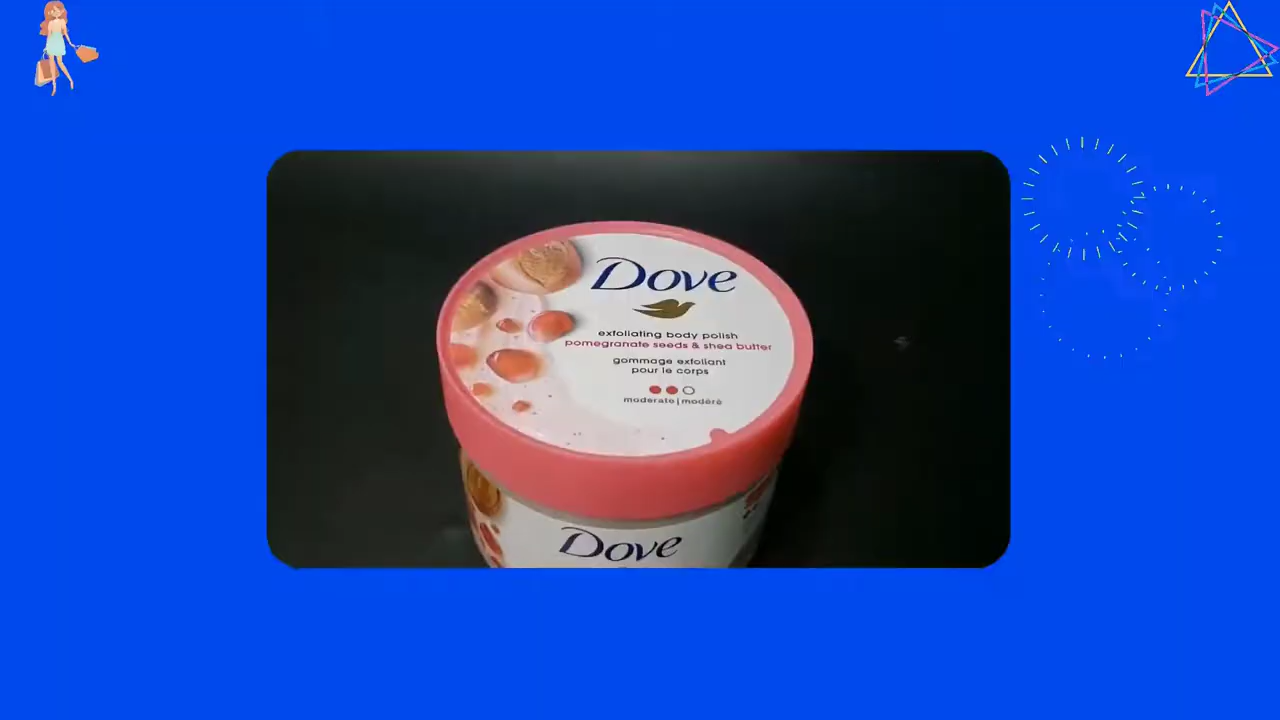 Dove
exfoliating body polish
pomegranate seeds & shea butter
gommage exfoliant
pour le corps
moderate | modéré
Dove